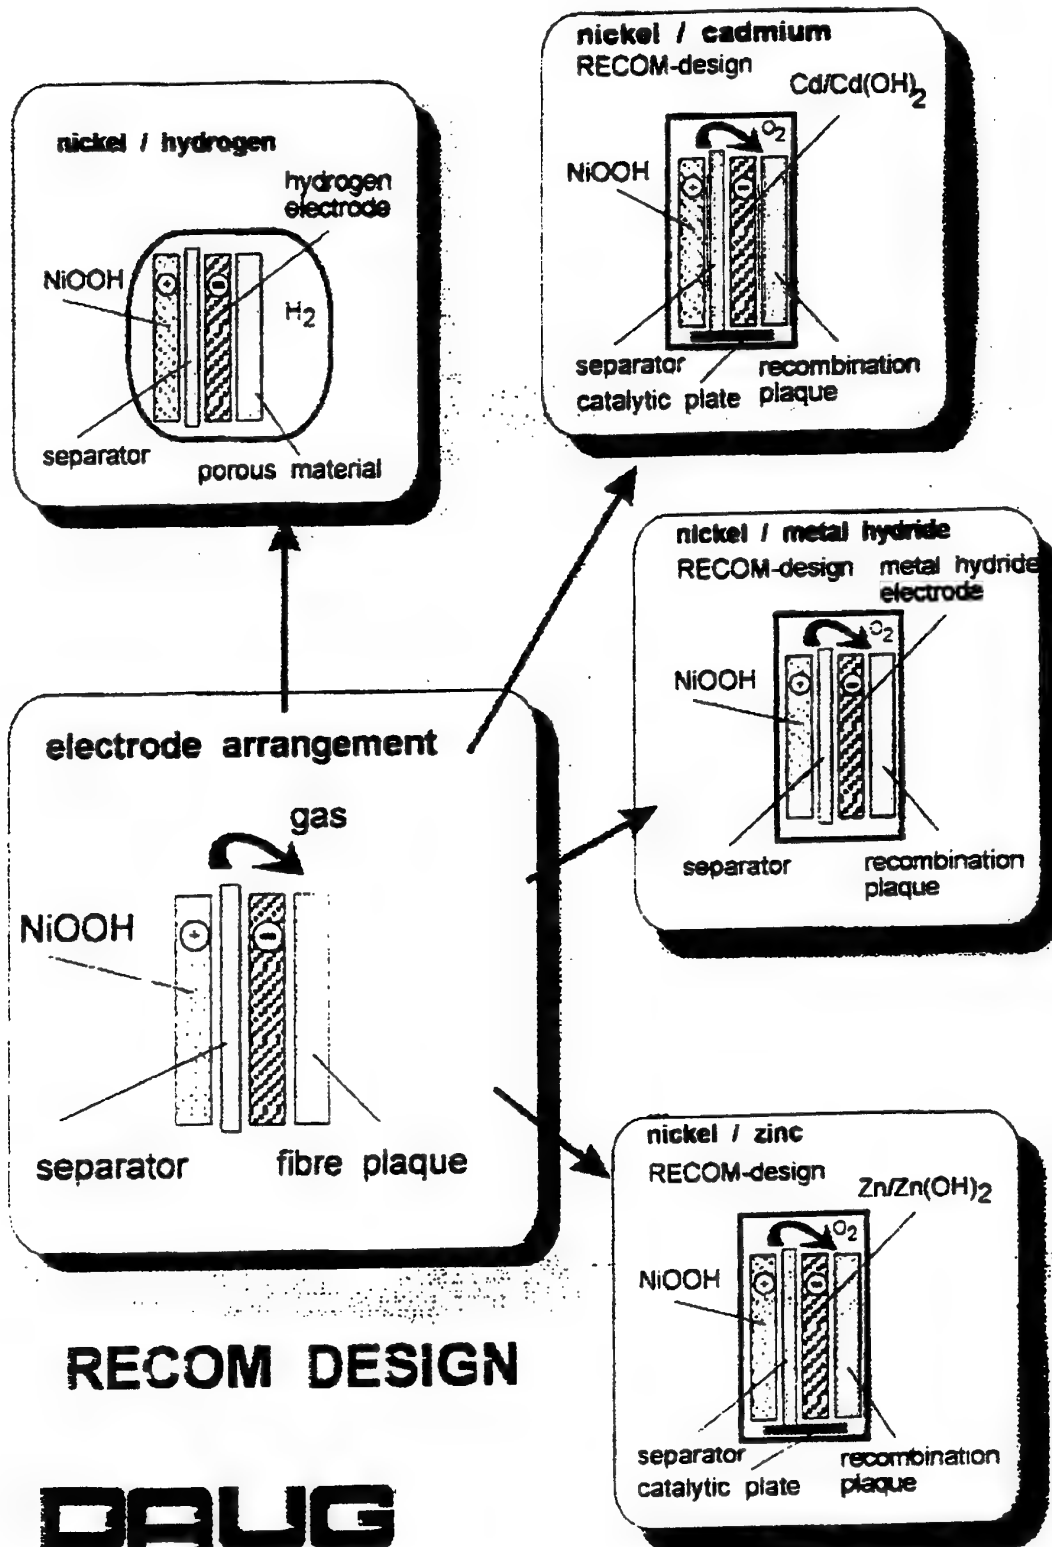 nickel / hydrogen
hydrogen
electrode
NiOOH
+
-
H2
separator
porous material
nickel / cadmium
RECOM-design
Cd/Cd(OH)2
O2
NiOOH
+
-
separator
recombination
catalytic plate
plaque
nickel / metal hydride
RECOM-design
metal hydride
electrode
O2
NiOOH
+
-
separator
recombination
plaque
electrode arrangement
gas
NiOOH
+
-
separator
fibre plaque
nickel / zinc
RECOM-design
Zn/Zn(OH)2
O2
NiOOH
+
-
separator
recombination
catalytic plate
plaque
RECOM DESIGN
DAUG